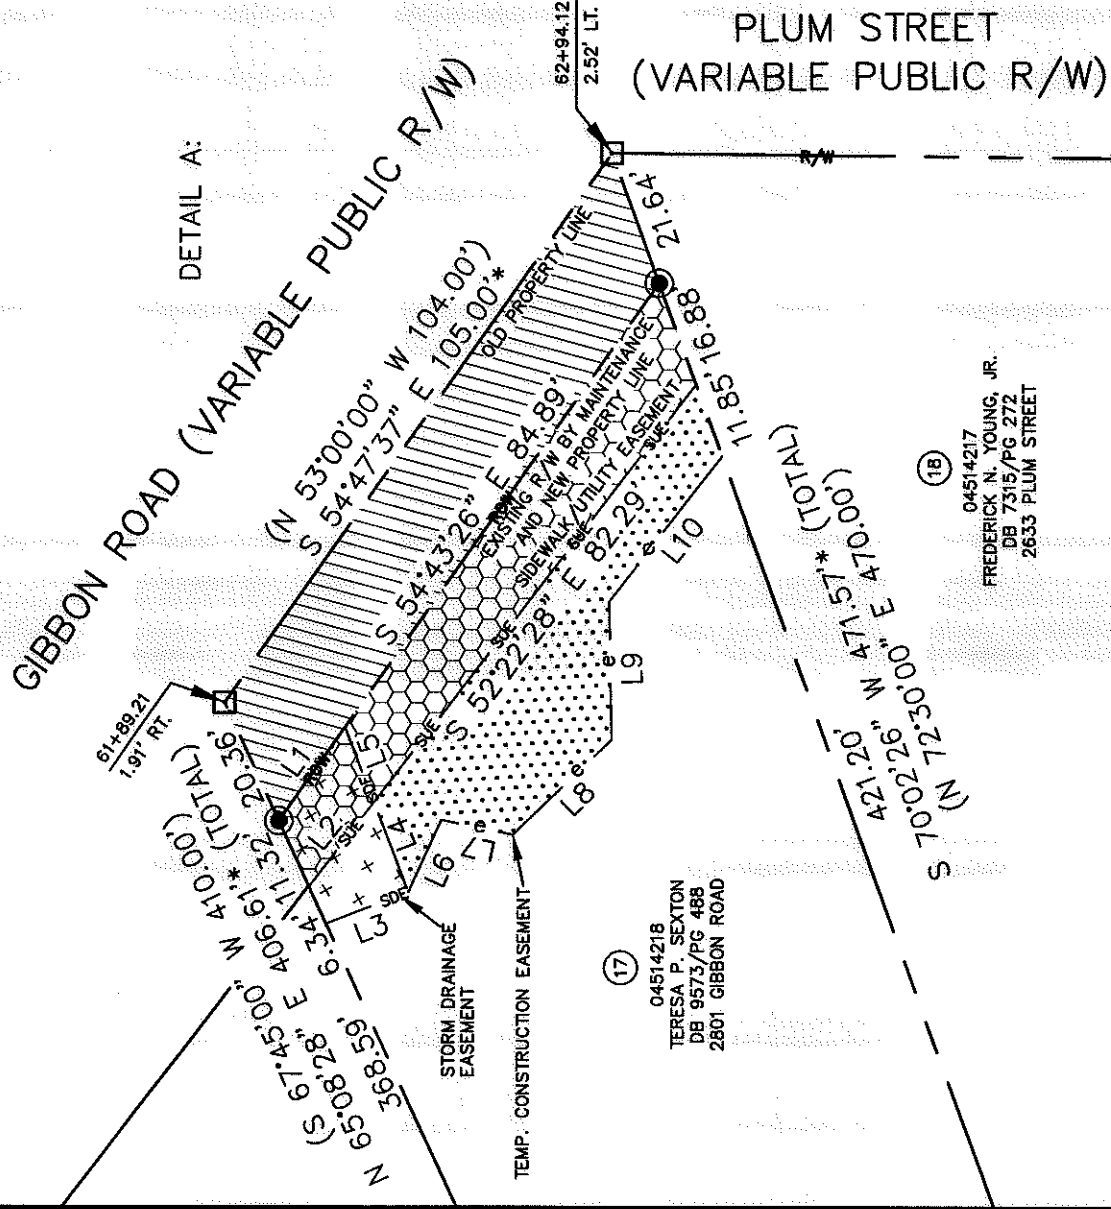 PLUM STREET
(VARIABLE PUBLIC R/W)
62+94.12
2.52' LT.
DETAIL A:
GIBBON ROAD (VARIABLE PUBLIC R/W)
R/W
61+89.21
1.91' RT.
(N 53°00'00" W 104.00')
S 54°47'37" E 105.00'*
OLD PROPERTY LINE
S 54°43'26" E 84.89'
ROW
EXISTING R/W BY MAINTENANCE
AND NEW PROPERTY LINE
SIDEWALK/UTILITY EASEMENT
SUE
SUE
S 52°22'28" E 82.29'
SUE
SUE
SUE
21.64'
16.88
11.85'
20.36'
11.32'
6.34'
L1
ROW
L2
L3
L4
L5
SDE
SDE
L6
L7
e
L8
e
L9
e
L10
e
(S 67°45'00" W 410.00')
N 65°08'28" E 406.61'* (TOTAL)
368.59'
STORM DRAINAGE
EASEMENT
TEMP. CONSTRUCTION EASEMENT
17
04514218
TERESA P. SEXTON
DB 9573/PG 488
2801 GIBBON ROAD
421.20'
S 70°02'26" W 471.57'* (TOTAL)
(N 72°30'00" E 470.00')
18
04514217
FREDERICK N. YOUNG, JR.
DB 7315/PG 272
2633 PLUM STREET